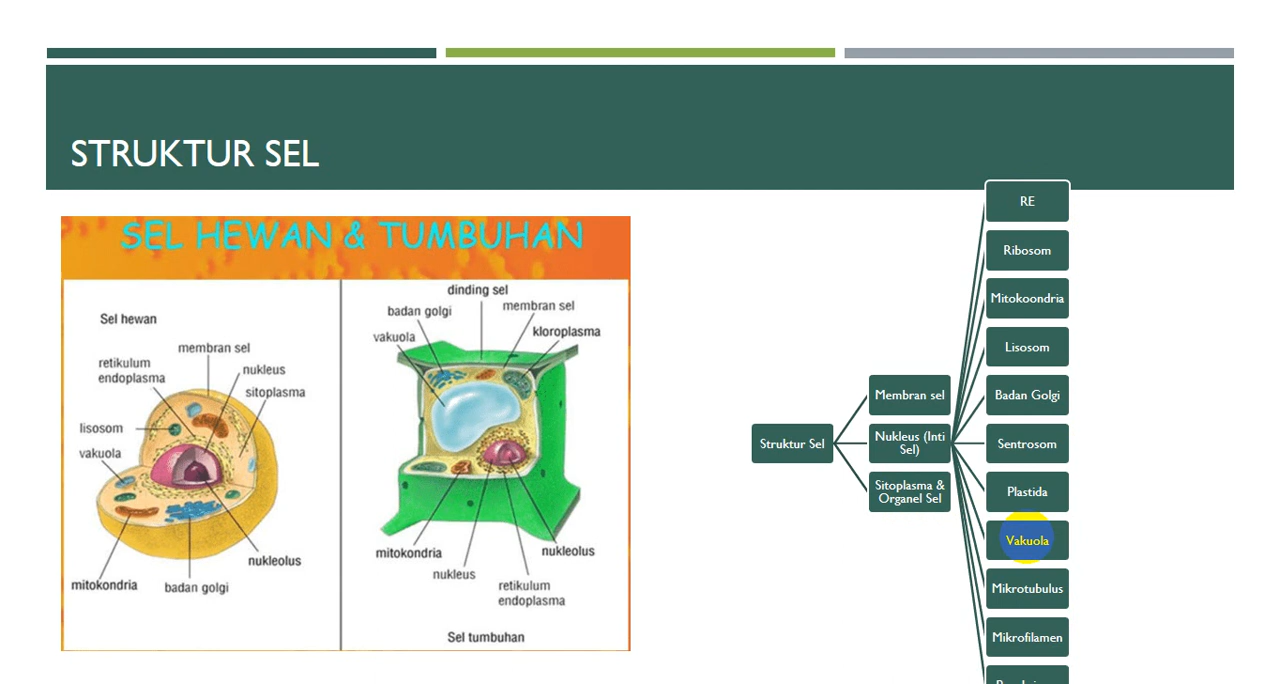 STRUKTUR SEL
SEL HEWAN & TUMBUHAN
Sel hewan
membran sel
retikulum
endoplasma
nukleus
sitoplasma
lisosom
vakuola
nukleolus
mitokondria
badan golgi
dinding sel
badan golgi
membran sel
vakuola
kloroplasma
mitokondria
nukleolus
nukleus
retikulum
endoplasma
Sel tumbuhan
Struktur Sel
Membran sel
Nukleus (Inti
Sel)
Sitoplasma &
Organel Sel
RE
Ribosom
Mitokoondria
Lisosom
Badan Golgi
Sentrosom
Plastida
Vakuola
Mikrotubulus
Mikrofilamen